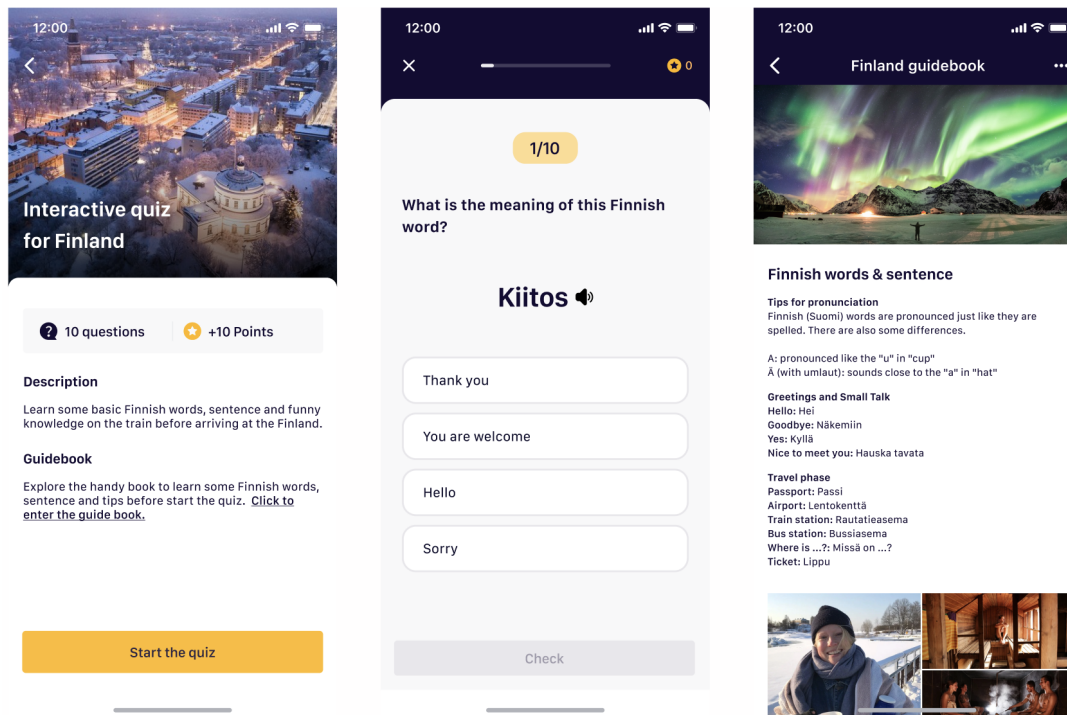 12:00
Interactive quiz
for Finland
10 questions
+10 Points
Description
Learn some basic Finnish words, sentence and funny
knowledge on the train before arriving at the Finland.
Guidebook
Explore the handy book to learn some Finnish words,
sentence and tips before start the quiz. Click to
enter the guide book.
Start the quiz
12:00
0
1/10
What is the meaning of this Finnish
word?
Kiitos
Thank you
You are welcome
Hello
Sorry
Check
12:00
Finland guidebook
Finnish words & sentence
Tips for pronunciation
Finnish (Suomi) words are pronounced just like they are
spelled. There are also some differences.
A: pronounced like the "u" in "cup"
Ä (with umlaut): sounds close to the "a" in "hat"
Greetings and Small Talk
Hello: Hei
Goodbye: Näkemiin
Yes: Kyllä
Nice to meet you: Hauska tavata
Travel phase
Passport: Passi
Airport: Lentokenttä
Train station: Rautatieasema
Bus station: Bussiasema
Where is ...?: Missä on ...?
Ticket: Lippu